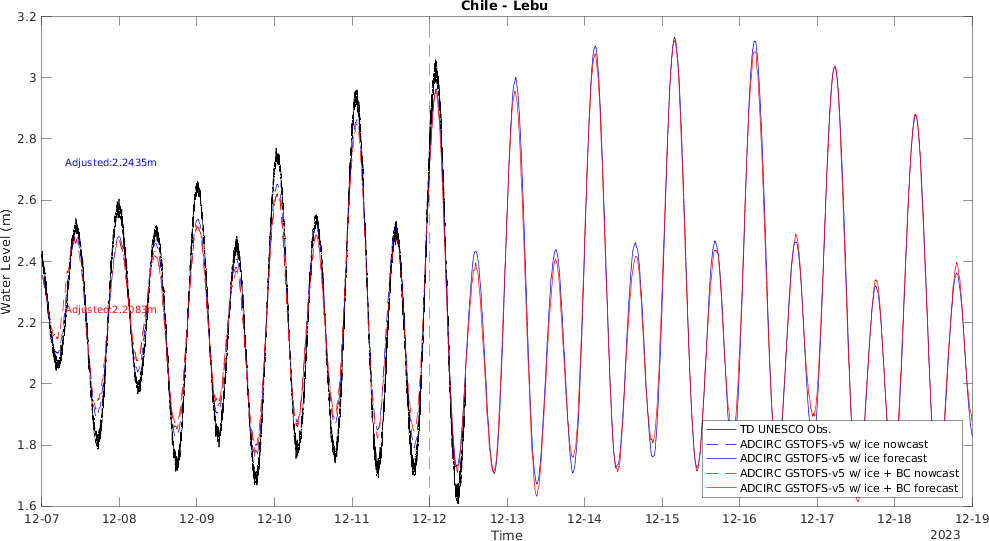 Chile - Lebu
3.2
3
2.8
2.6
2.4
2.2
2
1.8
1.6
Water Level (m)
Adjusted:2.2435m
Adjusted:2.2083m
TD UNESCO Obs.
ADCIRC GSTOFS-v5 w/ ice nowcast
ADCIRC GSTOFS-v5 w/ ice forecast
ADCIRC GSTOFS-v5 w/ ice + BC nowcast
ADCIRC GSTOFS-v5 w/ ice + BC forecast
12-07 12-08 12-09 12-10 12-11 12-12 12-13 12-14 12-15 12-16 12-17 12-18 12-19
Time
2023